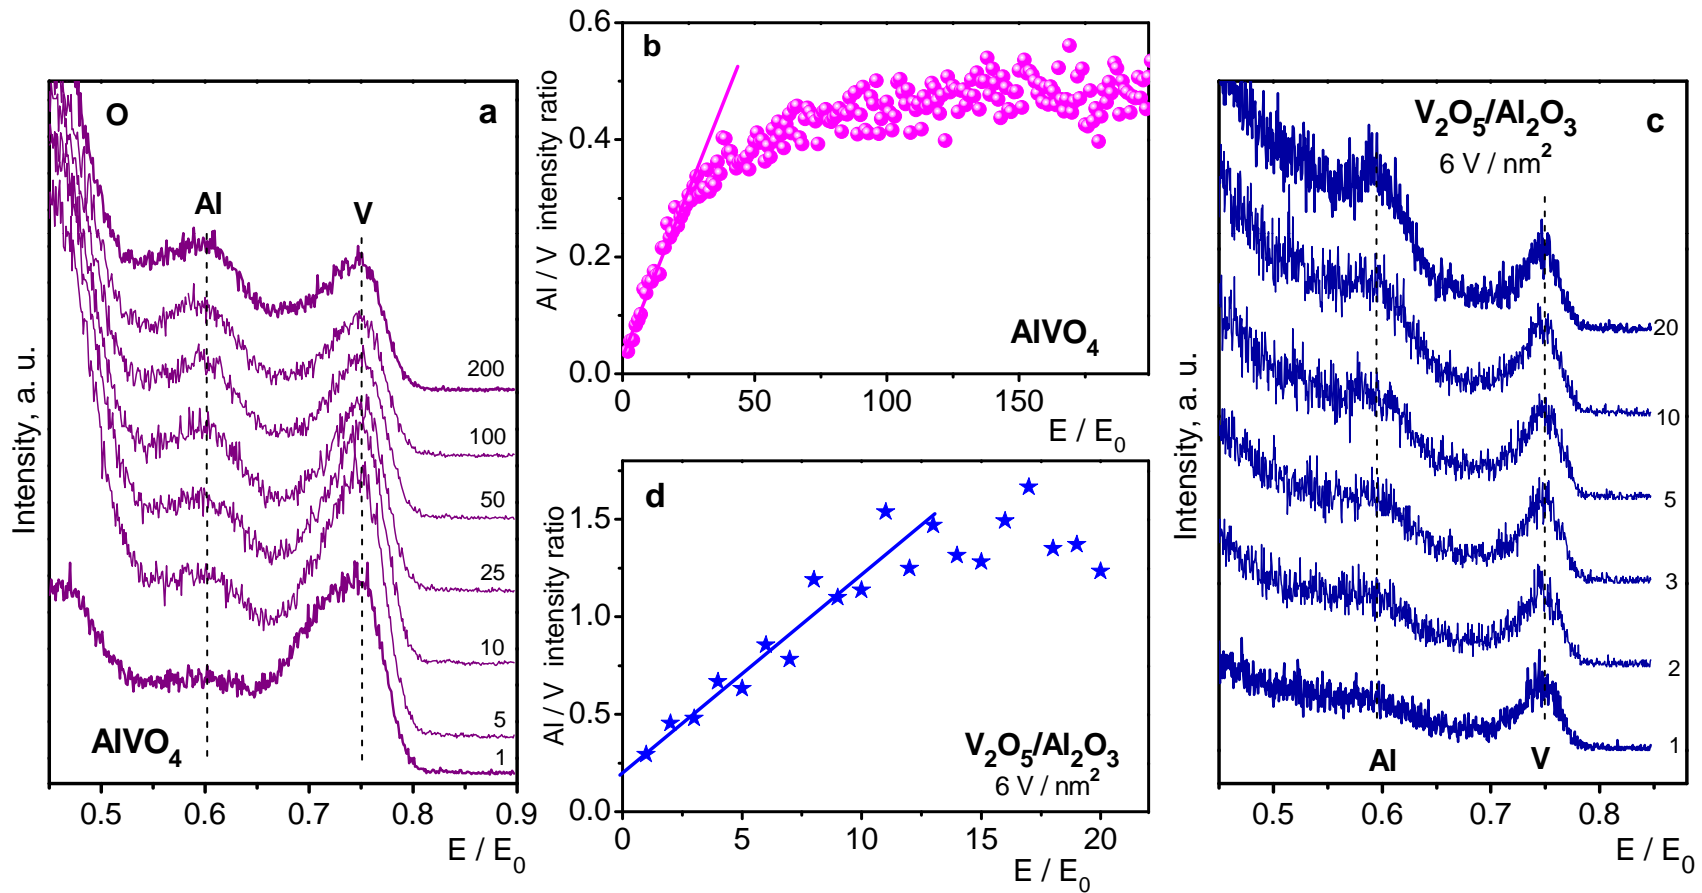 O
a
Al
V
200
100
50
25
10
5
1
AlVO4
Intensity, a. u.
0.5
0.6
0.7
0.8
0.9
E / E0
b
0.6
0.4
0.2
0.0
Al / V intensity ratio
AlVO4
0
50
100
150
E / E0
d
1.5
1.0
0.5
0.0
Al / V intensity ratio
V2O5/Al2O3
6 V / nm2
0
5
10
15
20
E / E0
V2O5/Al2O3
6 V / nm2
c
20
10
5
3
2
1
Al
V
Intensity, a. u.
0.5
0.6
0.7
0.8
E / E0